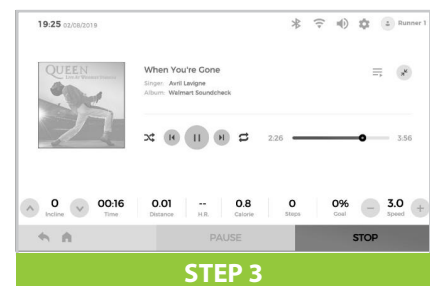 19:25 02/08/2019
Runner 1
QUEEN
When You're Gone
Singer: Avril Lavigne
Album: Walmart Soundcheck
2:26
3:56
0 00:16 0.01 -- 0.8 0 0% 3.0
Incline Time Distance H.R. Calorie Steps Goal Speed
PAUSE STOP
STEP 3